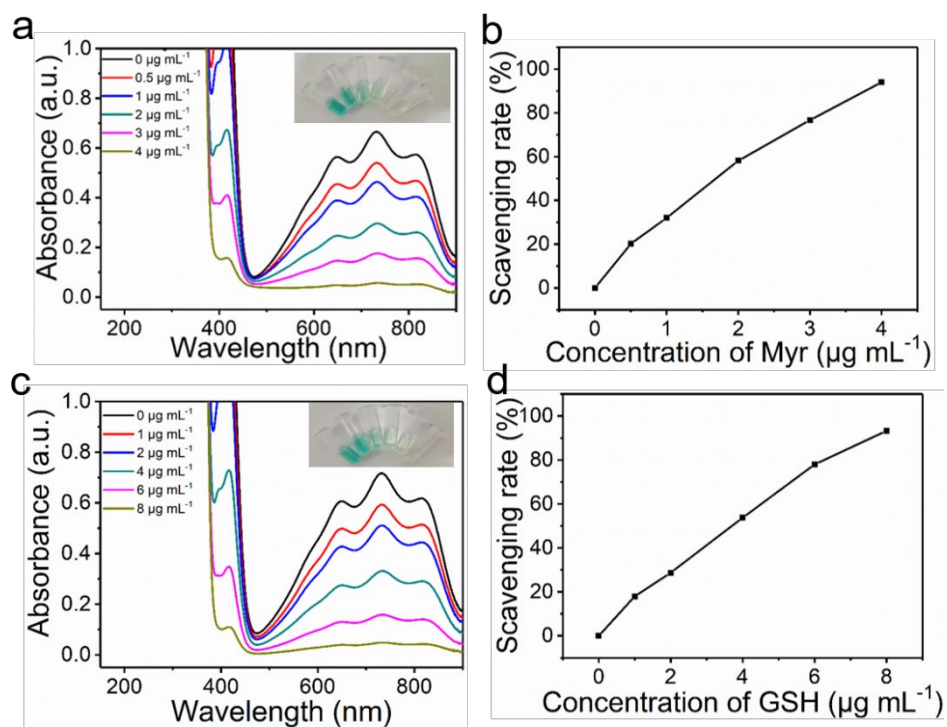 a
1.0
0.8
0.6
0.4
0.2
0.0
Absorbance (a.u.)
0 μg mL⁻¹
0.5 μg mL⁻¹
1 μg mL⁻¹
2 μg mL⁻¹
3 μg mL⁻¹
4 μg mL⁻¹
200 400 600 800
Wavelength (nm)
b
100
80
60
40
20
0
Scavenging rate (%)
0 1 2 3 4
Concentration of Myr (μg mL⁻¹)
c
1.0
0.8
0.6
0.4
0.2
0.0
Absorbance (a.u.)
0 μg mL⁻¹
1 μg mL⁻¹
2 μg mL⁻¹
4 μg mL⁻¹
6 μg mL⁻¹
8 μg mL⁻¹
200 400 600 800
Wavelength (nm)
d
100
80
60
40
20
0
Scavenging rate (%)
0 2 4 6 8
Concentration of GSH (μg mL⁻¹)